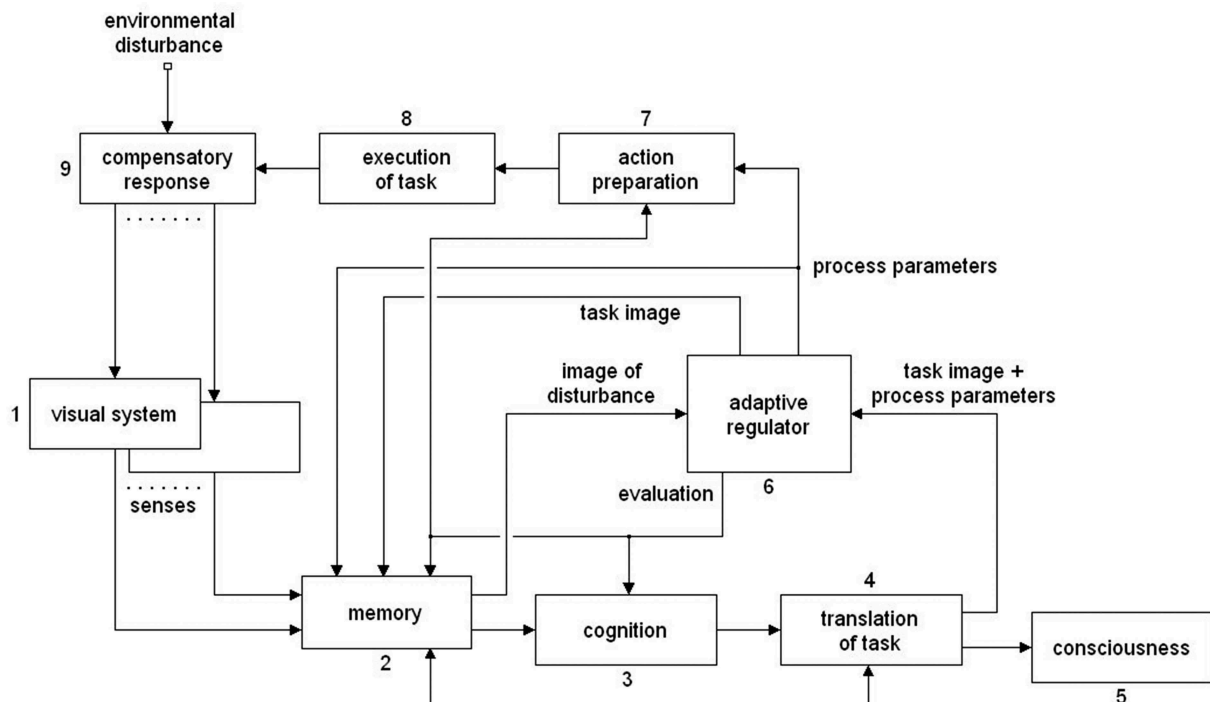 environmental
disturbance
8
7
9
compensatory
response
execution
of task
action
preparation
process parameters
task image
image of
disturbance
task image +
process parameters
1
visual system
adaptive
regulator
senses
evaluation
6
4
memory
cognition
translation
of task
consciousness
2
3
5